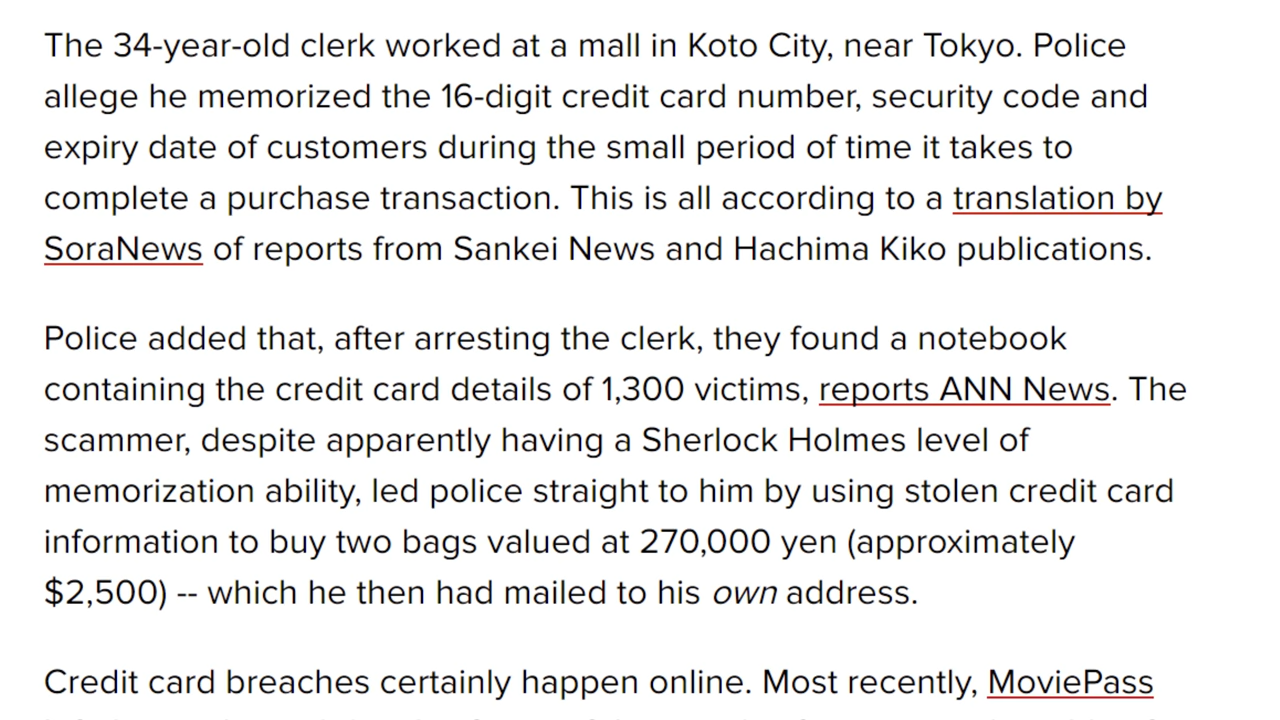 The 34-year-old clerk worked at a mall in Koto City, near Tokyo. Police
allege he memorized the 16-digit credit card number, security code and
expiry date of customers during the small period of time it takes to
complete a purchase transaction. This is all according to a translation by
SoraNews of reports from Sankei News and Hachima Kiko publications.
Police added that, after arresting the clerk, they found a notebook
containing the credit card details of 1,300 victims, reports ANN News. The
scammer, despite apparently having a Sherlock Holmes level of
memorization ability, led police straight to him by using stolen credit card
information to buy two bags valued at 270,000 yen (approximately
$2,500) -- which he then had mailed to his own address.
Credit card breaches certainly happen online. Most recently, MoviePass